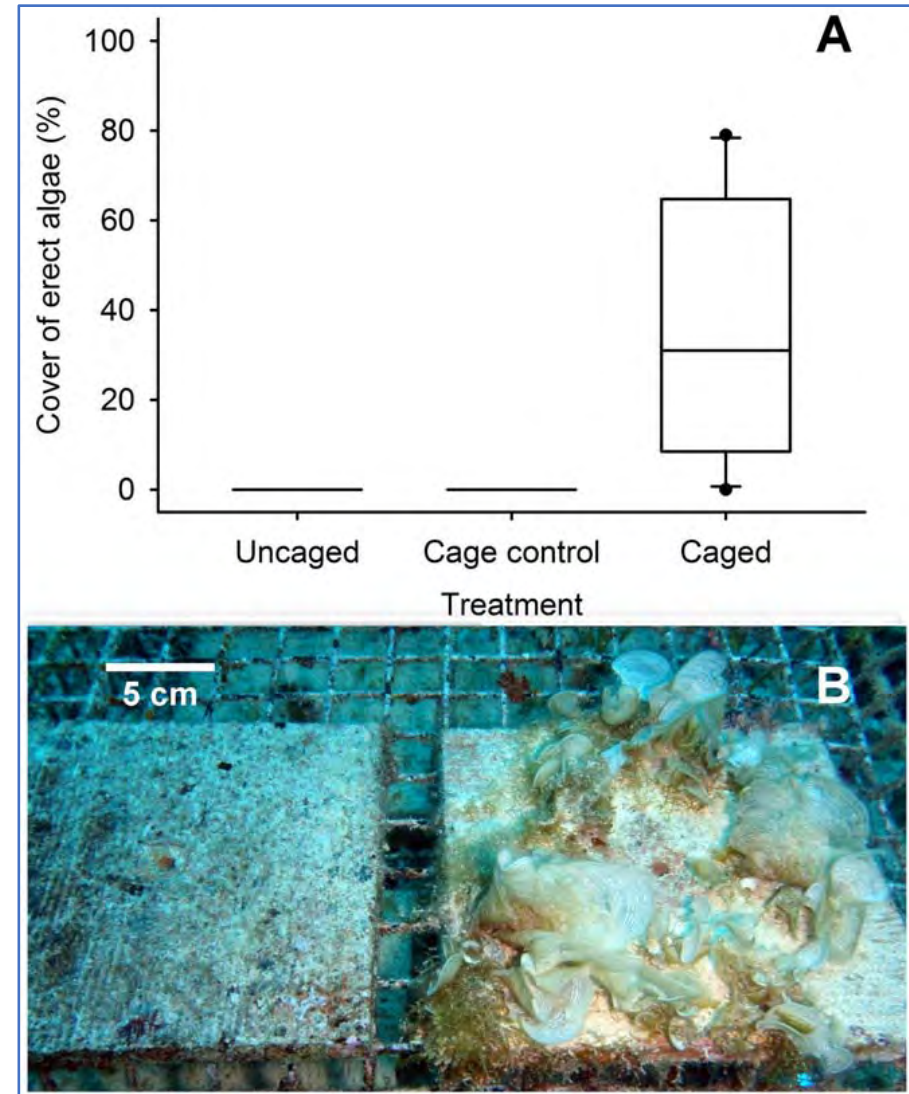 A
100
80
60
40
20
0
Cover of erect algae (%)
Uncaged Cage control Caged
Treatment
5 cm
B